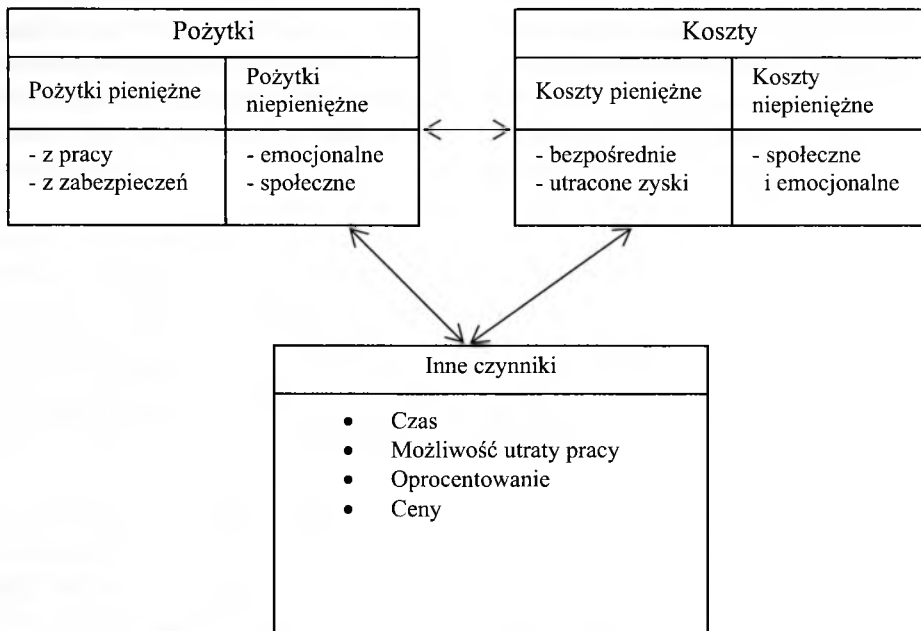 Pożytki
Pożytki pieniężne
Pożytki
niepieniężne
- z pracy
- z zabezpieczeń
- emocjonalne
- społeczne
Koszty
Koszty pieniężne
Koszty
niepieniężne
- bezpośrednie
- utracone zyski
- społeczne
i emocjonalne
Inne czynniki
• Czas
• Możliwość utraty pracy
• Oprocentowanie
• Ceny